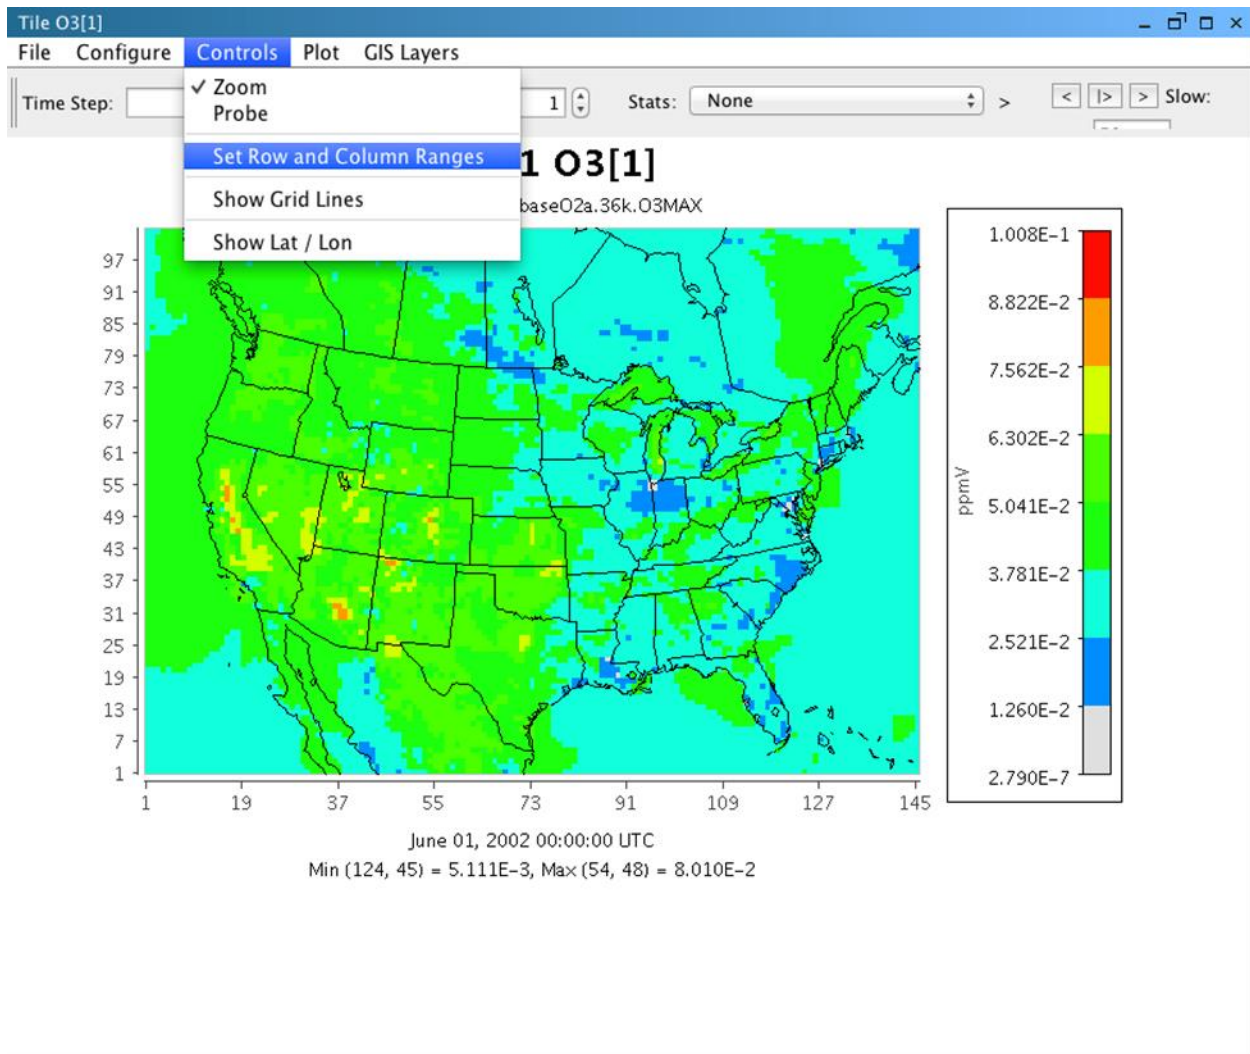 Tile O3[1]
File Configure Controls Plot GIS Layers
✓ Zoom
Probe
Set Row and Column Ranges
Show Grid Lines
Show Lat / Lon
Time Step: 1 Stats: None > < |> > Slow:
1 O3[1]
baseO2a.36k.O3MAX
97
91
85
79
73
67
61
55
49
43
37
31
25
19
13
7
1
1 19 37 55 73 91 109 127 145
ppmV
1.008E-1
8.822E-2
7.562E-2
6.302E-2
5.041E-2
3.781E-2
2.521E-2
1.260E-2
2.790E-7
June 01, 2002 00:00:00 UTC
Min (124, 45) = 5.111E-3, Max (54, 48) = 8.010E-2